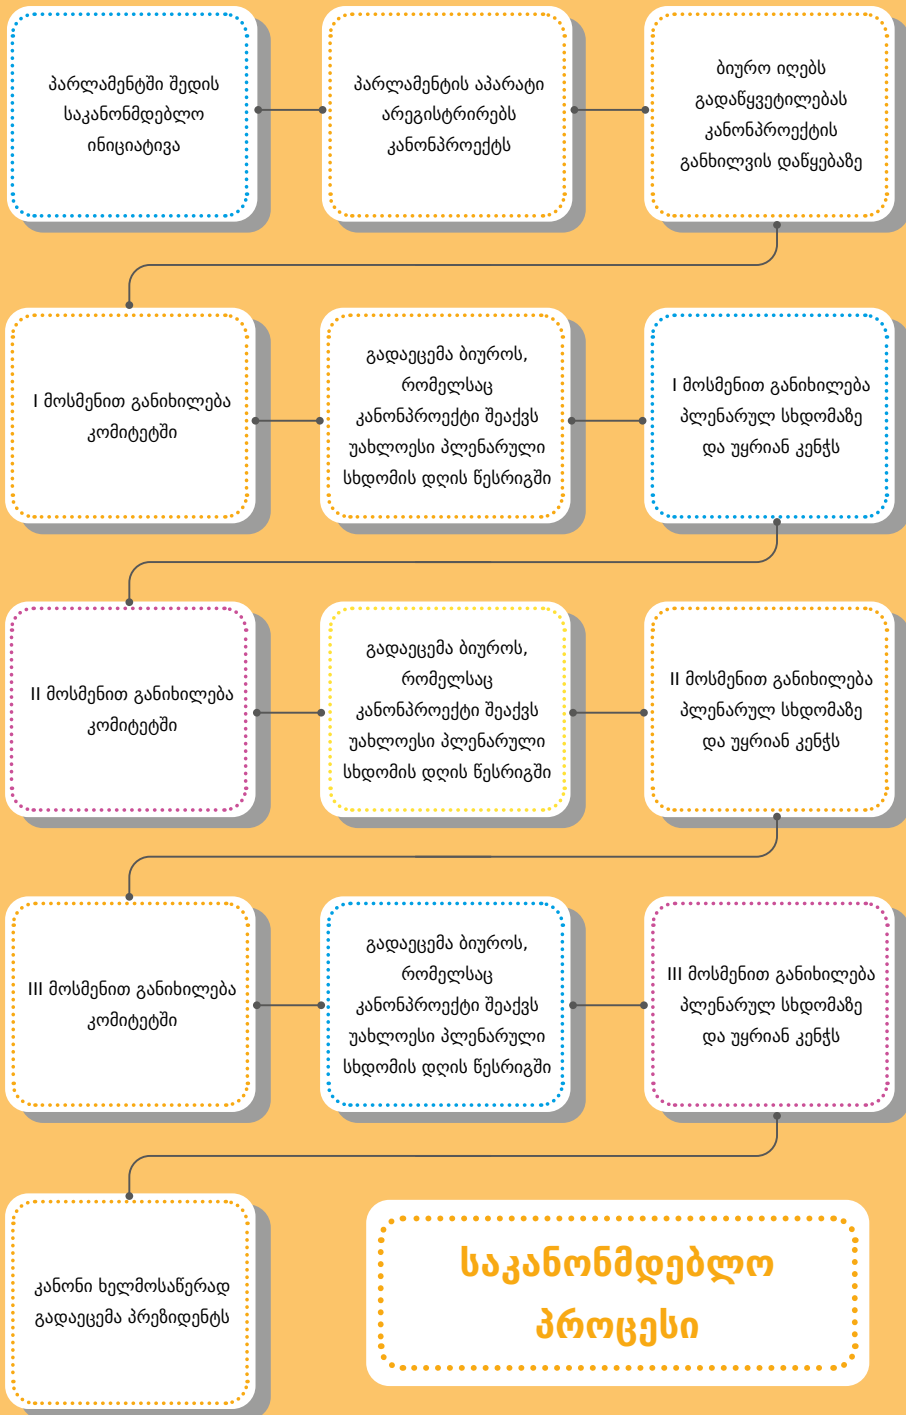 პარლამენტში შედის
საკანონმდებლო
ინიციატივა
პარლამენტის აპარატი
არეგისტრირებს
კანონპროექტს
ბიურო იღებს
გადაწყვეტილებას
კანონპროექტის
განხილვის დაწყებაზე
I მოსმენით განიხილება
კომიტეტში
გადაეცემა ბიუროს,
რომელსაც
კანონპროექტი შეაქვს
უახლოესი პლენარული
სხდომის დღის წესრიგში
I მოსმენით განიხილება
პლენარულ სხდომაზე
და უყრიან კენჭს
II მოსმენით განიხილება
კომიტეტში
გადაეცემა ბიუროს,
რომელსაც
კანონპროექტი შეაქვს
უახლოესი პლენარული
სხდომის დღის წესრიგში
II მოსმენით განიხილება
პლენარულ სხდომაზე
და უყრიან კენჭს
III მოსმენით განიხილება
კომიტეტში
გადაეცემა ბიუროს,
რომელსაც
კანონპროექტი შეაქვს
უახლოესი პლენარული
სხდომის დღის წესრიგში
III მოსმენით განიხილება
პლენარულ სხდომაზე
და უყრიან კენჭს
კანონი ხელმოსაწერად
გადაეცემა პრეზიდენტს
საკანონმდებლო
პროცესი